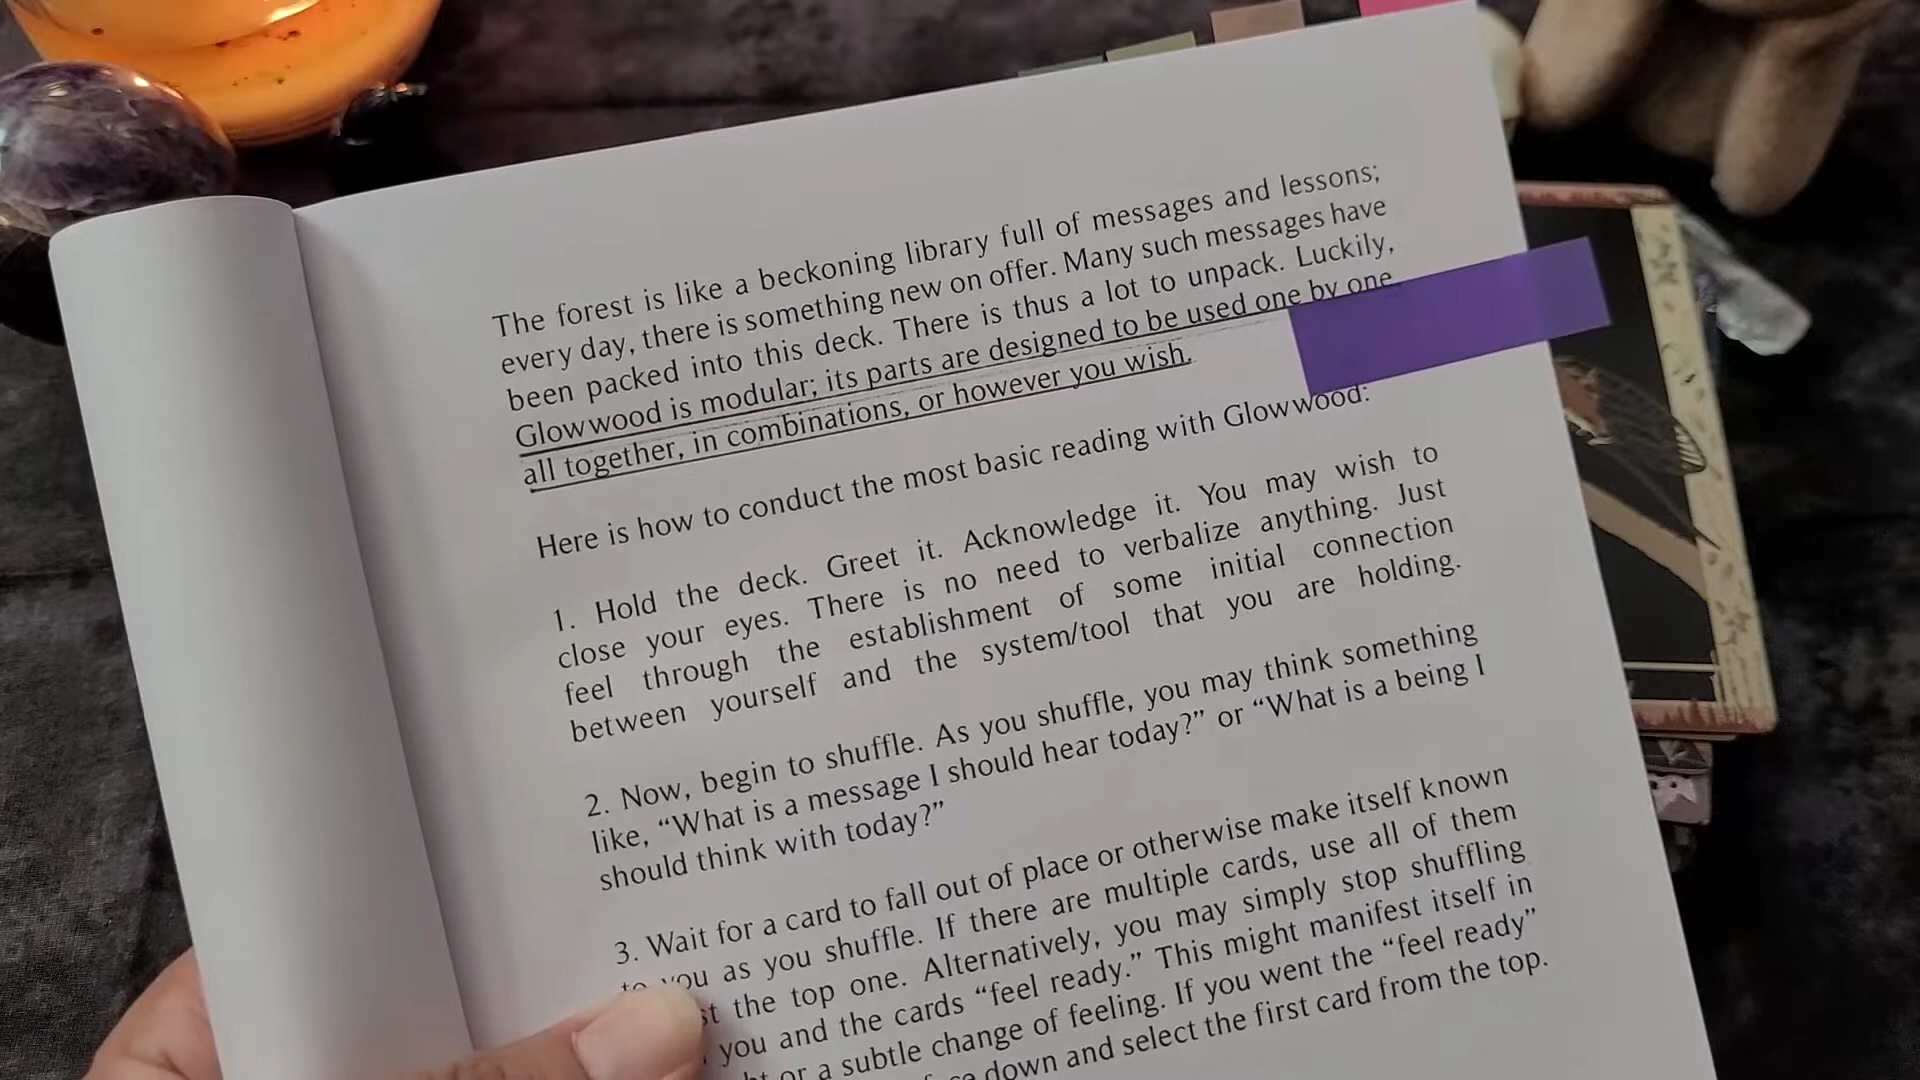 The forest is like a beckoning library full of messages and lessons;
every day, there is something new on offer. Many such messages have
been packed into this deck. There is thus a lot to unpack. Luckily,
Glowwood is modular; its parts are designed to be used one by one
all together, in combinations, or however you wish.
Here is how to conduct the most basic reading with Glowwood:
1. Hold the deck. Greet it. Acknowledge it. You may wish to
close your eyes. There is no need to verbalize anything. Just
feel through the establishment of some initial connection
between yourself and the system/tool that you are holding.
2. Now, begin to shuffle. As you shuffle, you may think something
like, “What is a message I should hear today?” or “What is a being I
should think with today?”
3. Wait for a card to fall out of place or otherwise make itself known
to you as you shuffle. If there are multiple cards, use all of them
the top one. Alternatively, you may simply stop shuffling
you and the cards “feel ready.” This might manifest itself in
or a subtle change of feeling. If you went the “feel ready”
down and select the first card from the top.